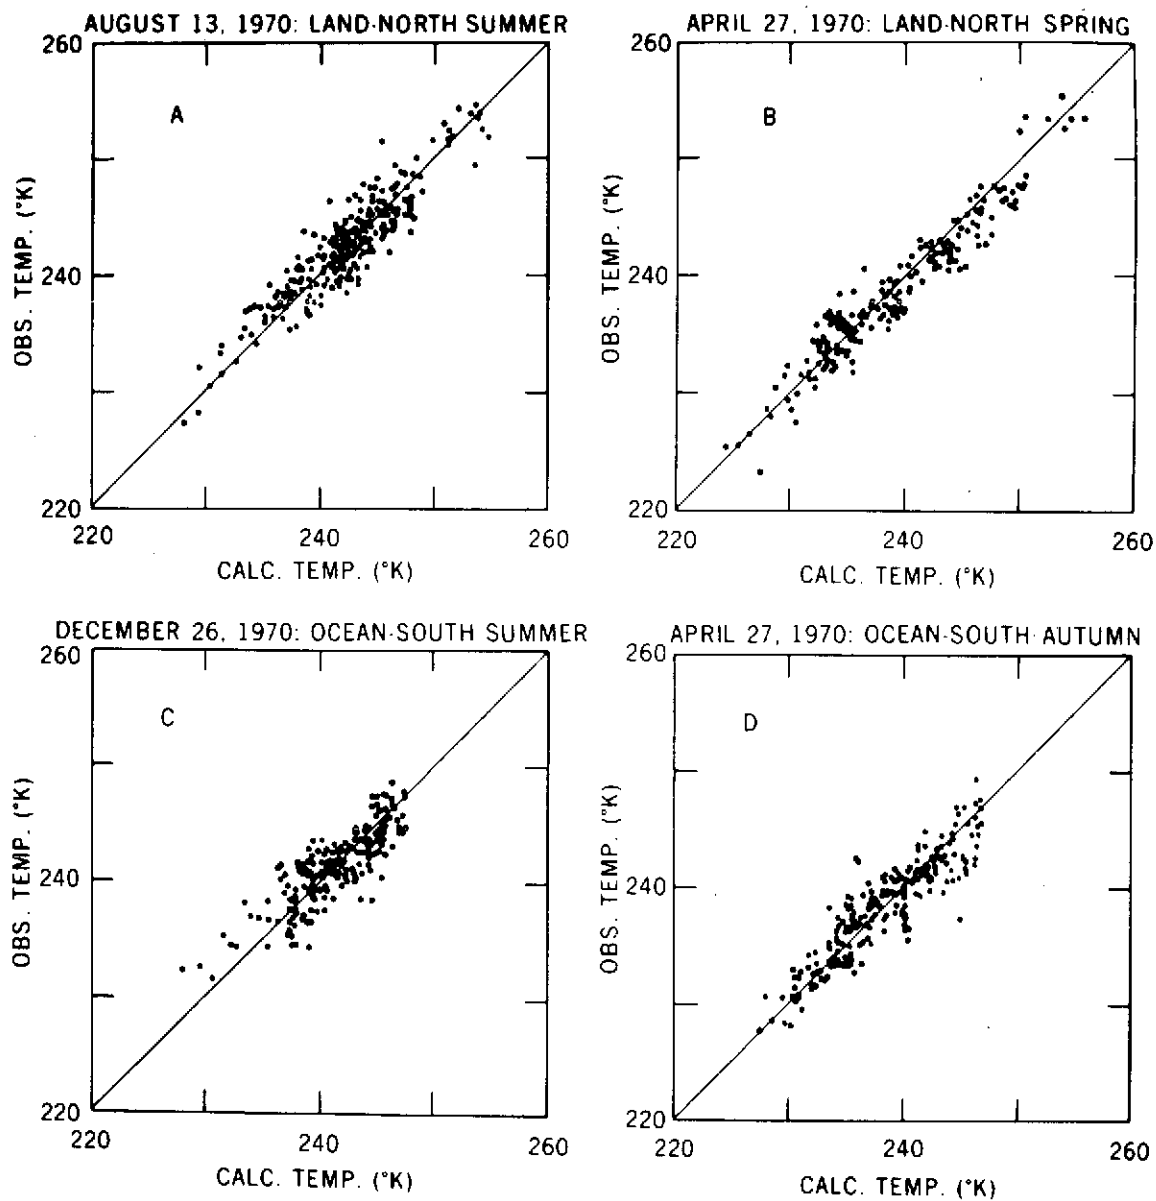 AUGUST 13, 1970: LAND-NORTH SUMMER
260
A
240
220
OBS. TEMP. (°K)
220 240 260
CALC. TEMP. (°K)
APRIL 27, 1970: LAND-NORTH SPRING
260
B
240
220
OBS. TEMP. (°K)
220 240 260
CALC. TEMP. (°K)
DECEMBER 26, 1970: OCEAN-SOUTH SUMMER
260
C
240
220
OBS. TEMP. (°K)
220 240 260
CALC. TEMP. (°K)
APRIL 27, 1970: OCEAN-SOUTH AUTUMN
260
D
240
220
OBS. TEMP. (°K)
220 240 260
CALC. TEMP. (°K)